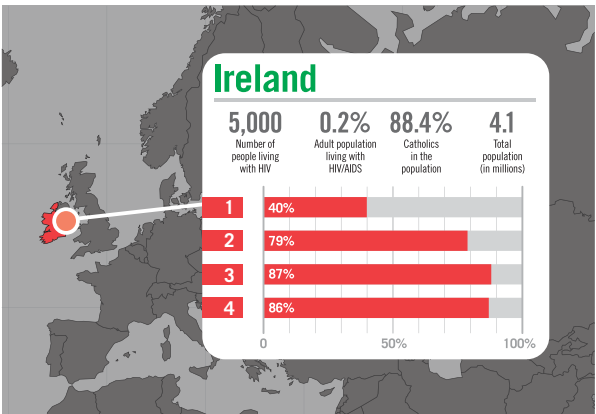 Ireland
5,000 0.2% 88.4% 4.1
Number of
people living
with HIV
Adult population
living with
HIV/AIDS
Catholics
in the
population
Total
population
(in millions)
1 40%
2 79%
3 87%
4 86%
0 50% 100%